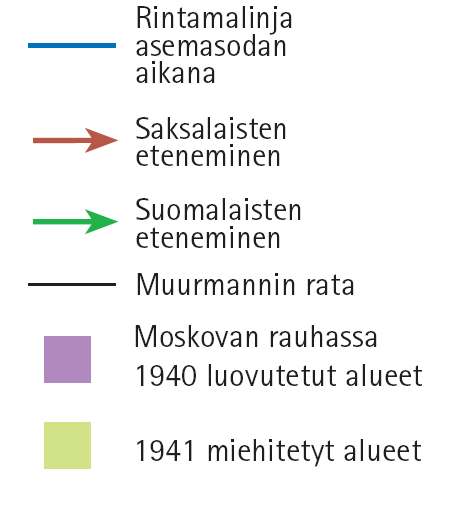 Rintamalinja
asemasodan
aikana
Saksalaisten
eteneminen
Suomalaisten
eteneminen
Muurmannin rata
Moskovan rauhassa
1940 luovutetut alueet
1941 miehitetyt alueet